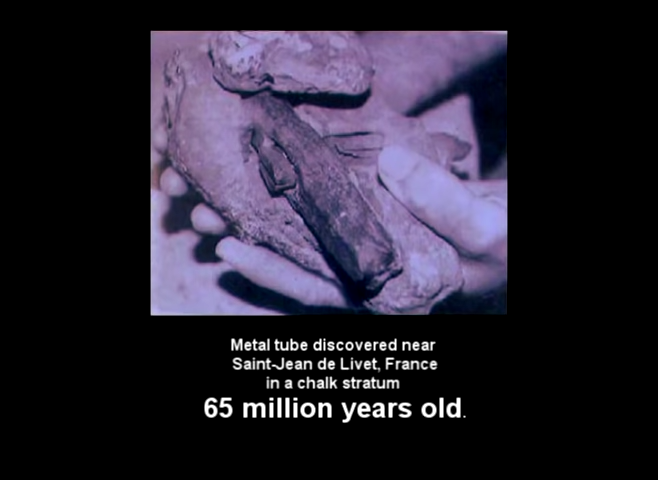 Metal tube discovered near
Saint-Jean de Livet, France
in a chalk stratum
65 million years old.